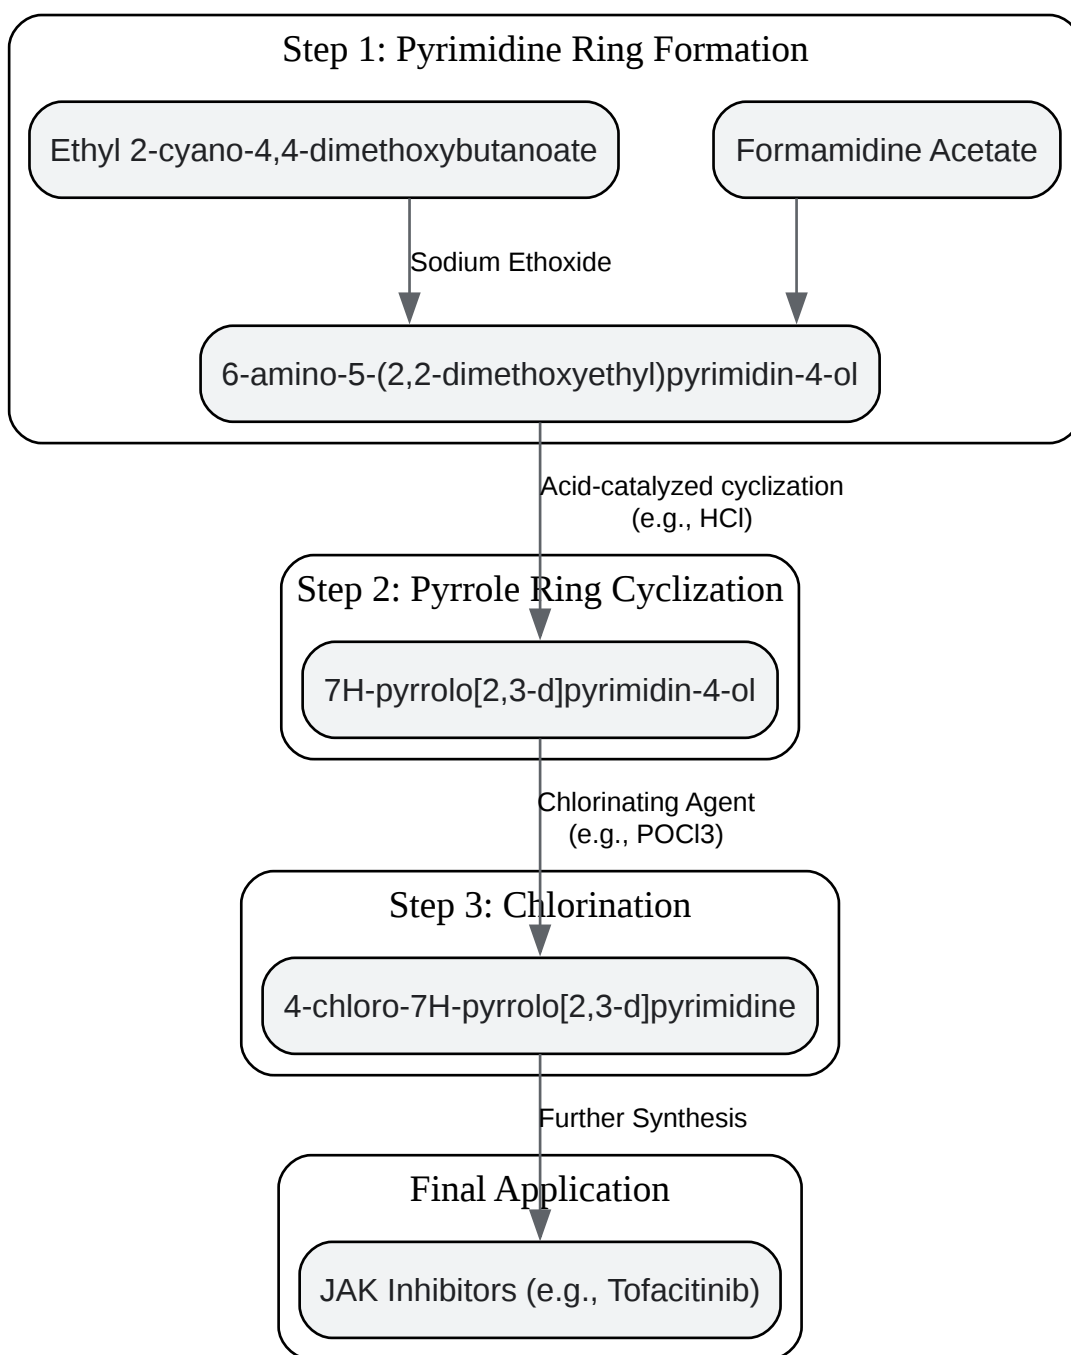 Step 1: Pyrimidine Ring Formation
Ethyl 2-cyano-4,4-dimethoxybutanoate
Formamidine Acetate
Sodium Ethoxide
6-amino-5-(2,2-dimethoxyethyl)pyrimidin-4-ol
Acid-catalyzed cyclization
(e.g., HCl)
Step 2: Pyrrole Ring Cyclization
7H-pyrrolo[2,3-d]pyrimidin-4-ol
Chlorinating Agent
(e.g., POCl3)
Step 3: Chlorination
4-chloro-7H-pyrrolo[2,3-d]pyrimidine
Further Synthesis
Final Application
JAK Inhibitors (e.g., Tofacitinib)